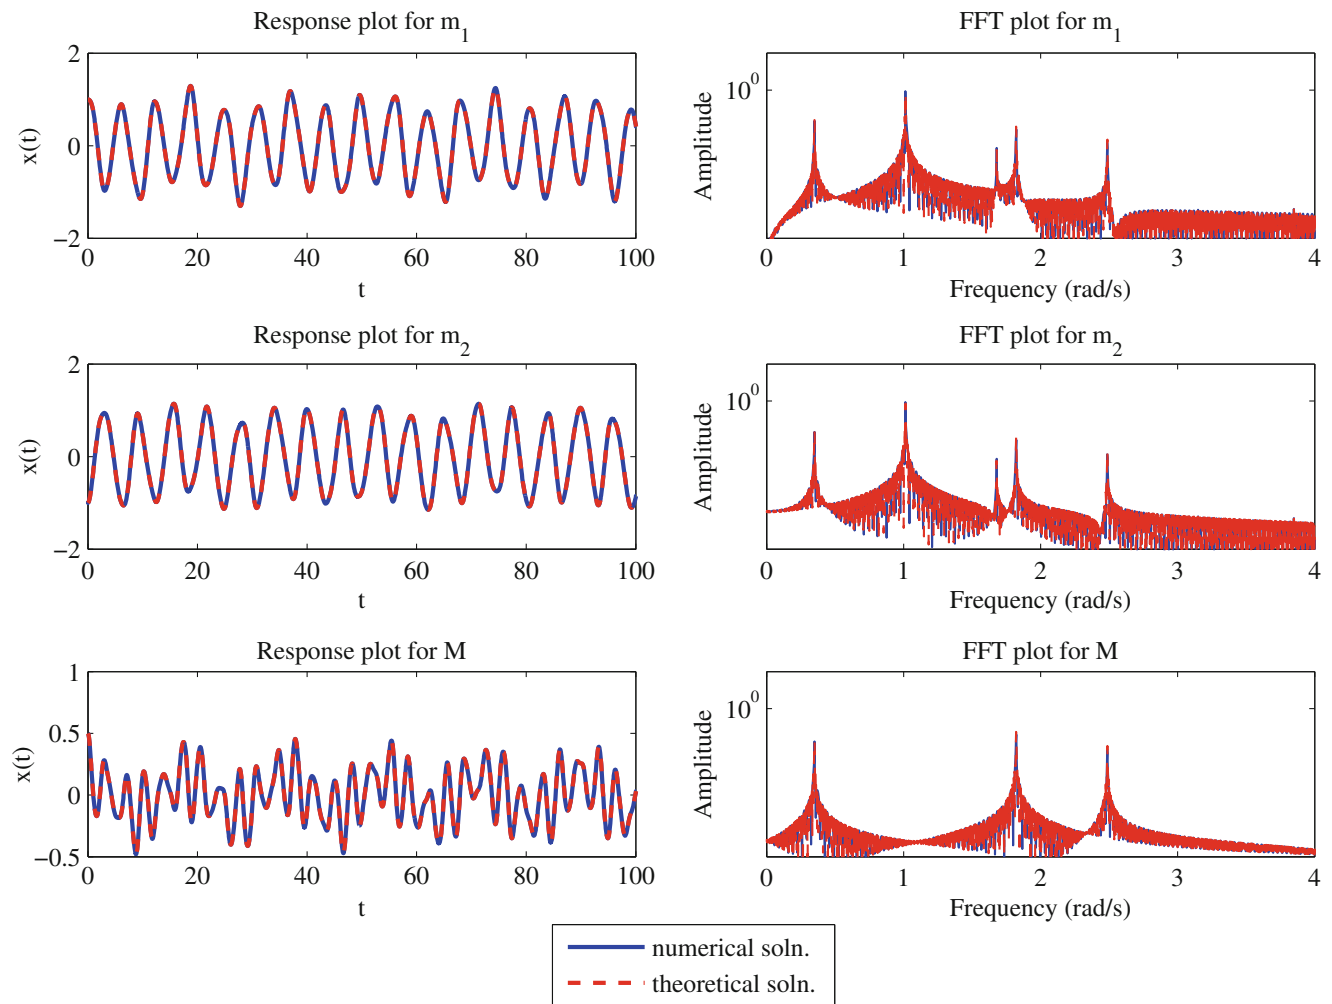 Response plot for m1
FFT plot for m1
2
0
−2
x(t)
0 20 40 60 80 100
t
10^0
Amplitude
0 1 2 3 4
Frequency (rad/s)
Response plot for m2
FFT plot for m2
2
0
−2
x(t)
0 20 40 60 80 100
t
10^0
Amplitude
0 1 2 3 4
Frequency (rad/s)
Response plot for M
FFT plot for M
1
0.5
0
−0.5
x(t)
0 20 40 60 80 100
t
10^0
Amplitude
0 1 2 3 4
Frequency (rad/s)
numerical soln.
theoretical soln.